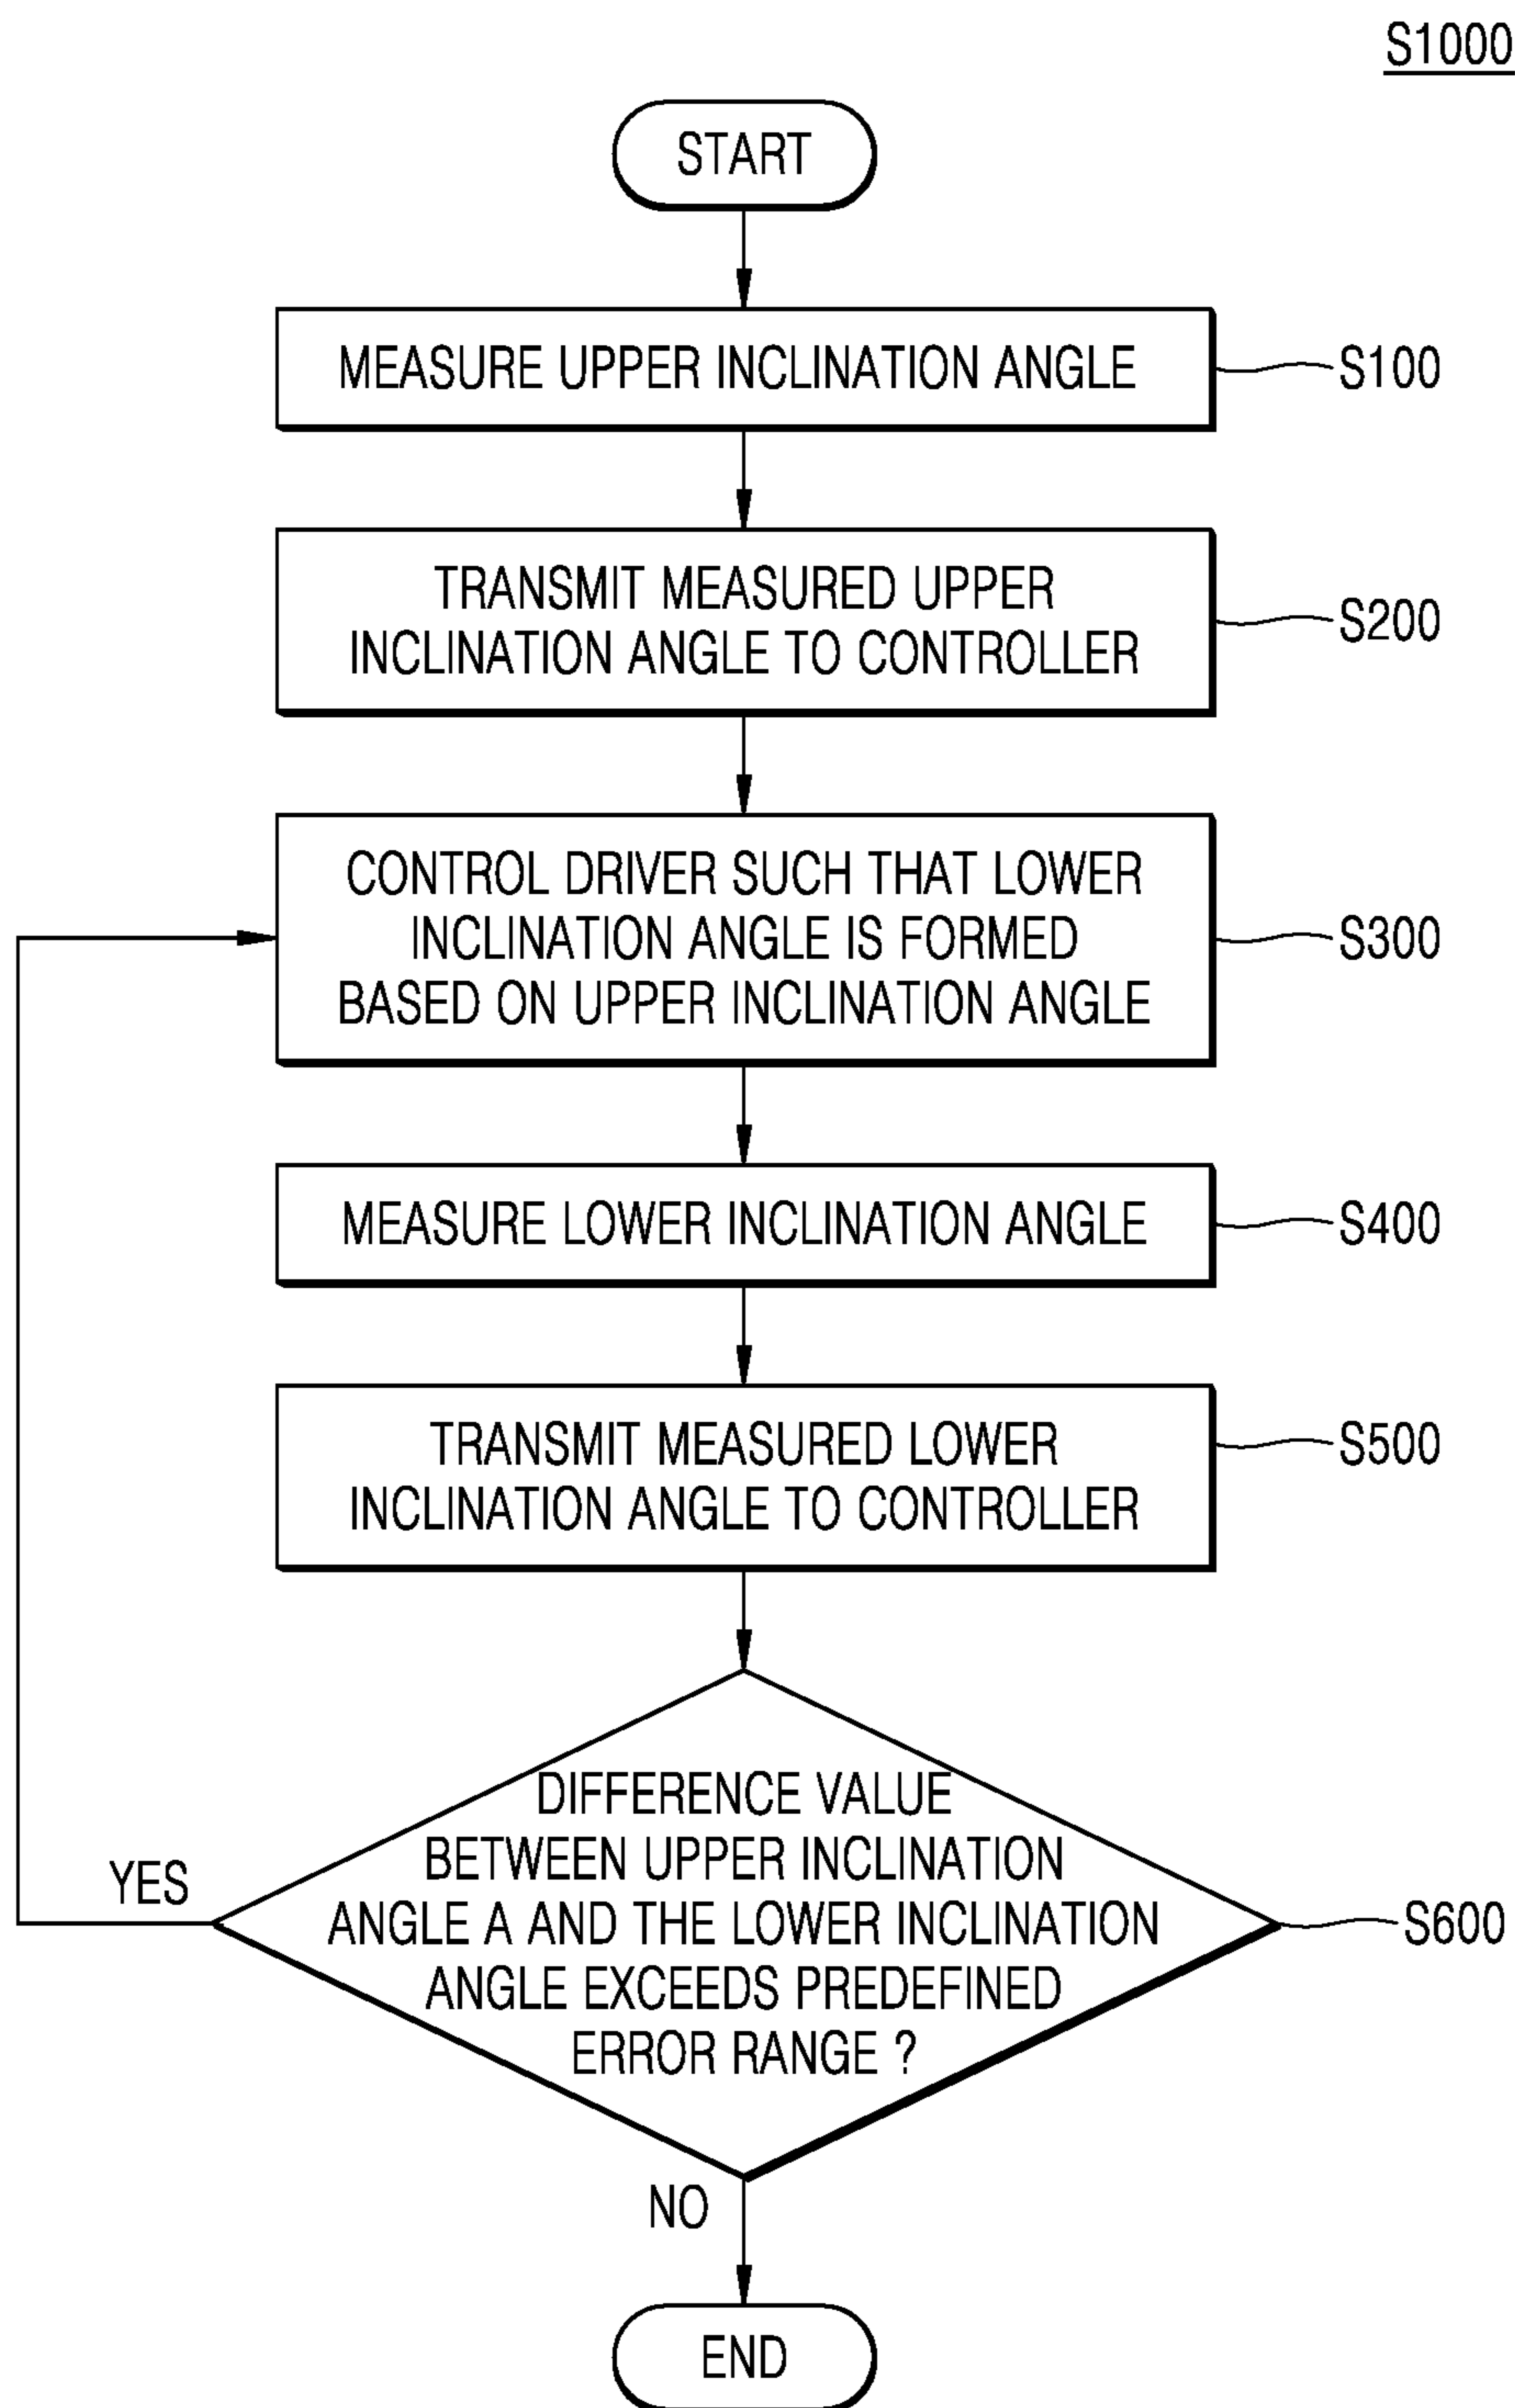 S1000
START
MEASURE UPPER INCLINATION ANGLE
S100
TRANSMIT MEASURED UPPER
INCLINATION ANGLE TO CONTROLLER
S200
CONTROL DRIVER SUCH THAT LOWER
INCLINATION ANGLE IS FORMED
BASED ON UPPER INCLINATION ANGLE
S300
MEASURE LOWER INCLINATION ANGLE
S400
TRANSMIT MEASURED LOWER
INCLINATION ANGLE TO CONTROLLER
S500
DIFFERENCE VALUE
BETWEEN UPPER INCLINATION
ANGLE A AND THE LOWER INCLINATION
ANGLE EXCEEDS PREDEFINED
ERROR RANGE ?
YES
S600
NO
END